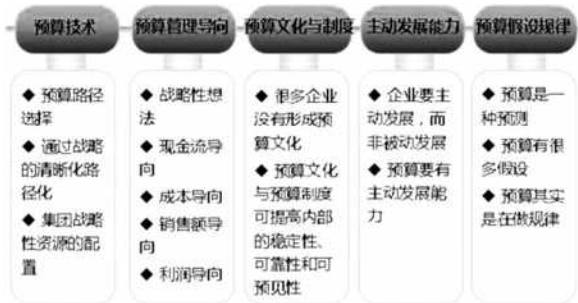 预算技术
预算管理导向
预算文化与制度
主动发展能力
预算假设规律
◆ 预算路径
选择
◆ 通过战略
的清晰化路
径化
◆ 集团战略
性资源的配
置
◆ 战略性想
法
◆ 现金流导
向
◆ 成本导向
◆ 销售额导
向
◆ 利润导向
◆ 很多企业
没有形成预
算文化
◆ 预算文化
与预算制度
可提高内部
的稳定性、
可靠性和可
预见性
◆ 企业要主
动发展，而
非被动发展
◆ 预算要有
主动发展能
力
◆ 预算是一
种预测
◆ 预算有很
多假设
◆ 预算其实
是在做规律